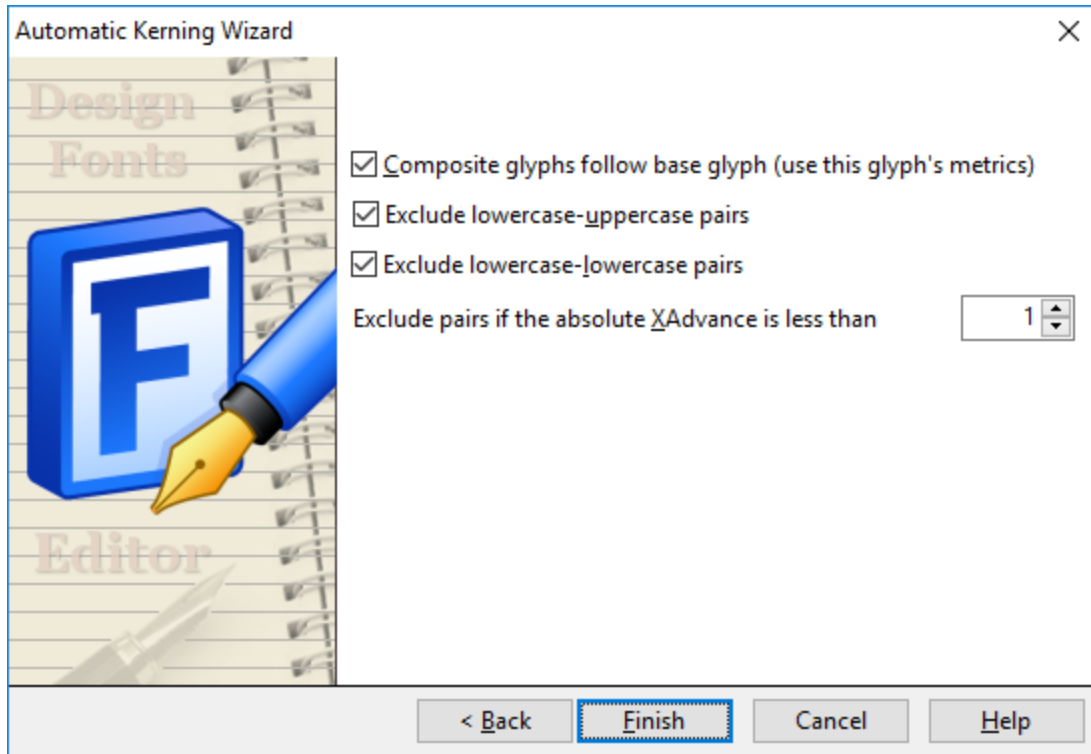 Automatic Kerning Wizard
Design
Fonts
F
Editor
Composite glyphs follow base glyph (use this glyph's metrics)
Exclude lowercase-uppercase pairs
Exclude lowercase-lowercase pairs
Exclude pairs if the absolute XAdvance is less than 1
< Back Finish Cancel Help